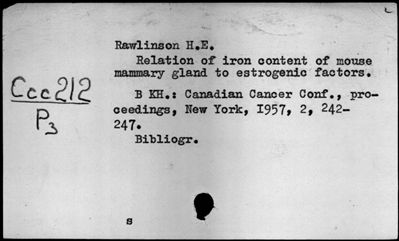 Rawlinson H.E.
Relation of iron content of mouse
mammary gland to estrogenic factors.
Ccc212
P3
B KH.: Canadian Cancer Conf., pro-
ceedings, New York, I957, 2, 242-
247.
Bibliogr.
s